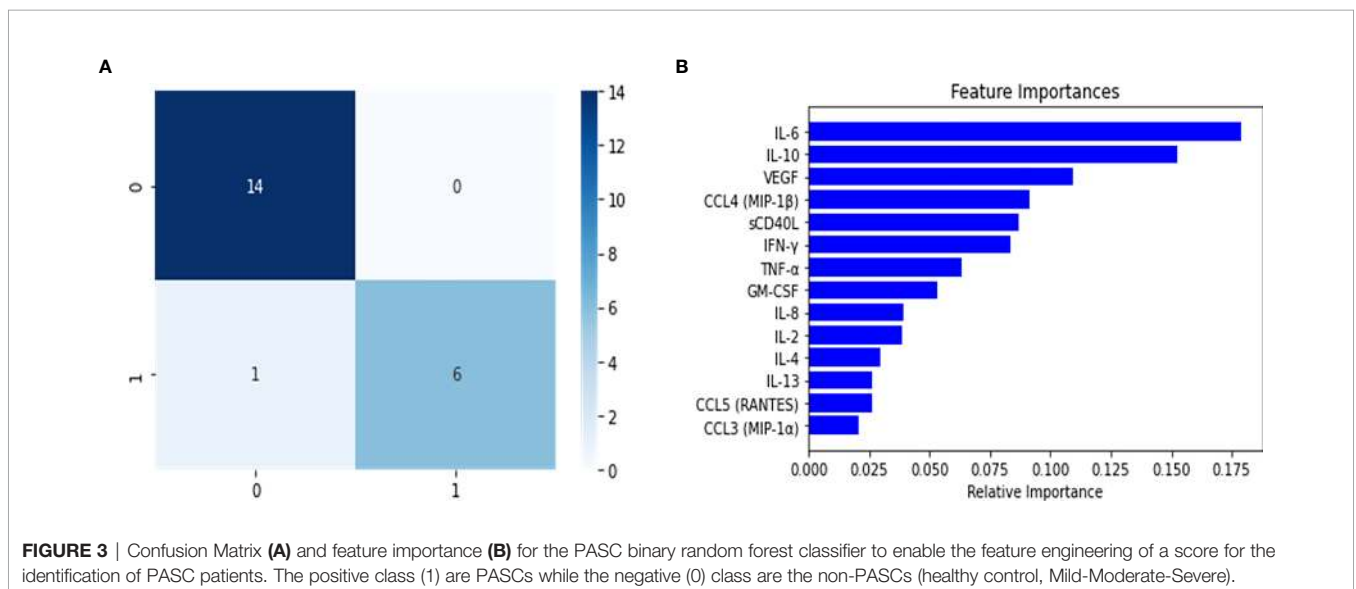 A
B
14
0
1
6
0
1
0
1
14
12
10
8
6
4
2
0
Feature Importances
IL-6
IL-10
VEGF
CCL4 (MIP-1β)
sCD40L
IFN-γ
TNF-α
GM-CSF
IL-8
IL-2
IL-4
IL-13
CCL5 (RANTES)
CCL3 (MIP-1α)
0.000 0.025 0.050 0.075 0.100 0.125 0.150 0.175
Relative Importance
FIGURE 3 | Confusion Matrix (A) and feature importance (B) for the PASC binary random forest classifier to enable the feature engineering of a score for the
identification of PASC patients. The positive class (1) are PASCs while the negative (0) class are the non-PASCs (healthy control, Mild-Moderate-Severe).